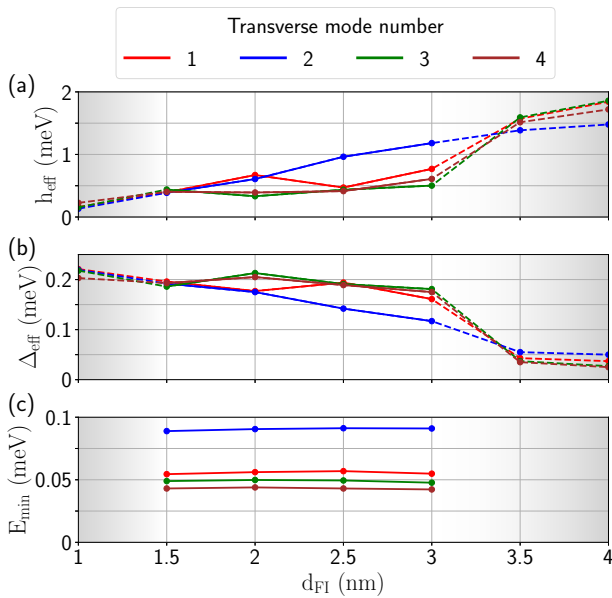 Transverse mode number
1 2 3 4
(a)
h_eff (meV)
2
1
0
(b)
Δ_eff (meV)
0.2
0.1
0
(c)
E_min (meV)
0.1
0.05
0
1 1.5 2 2.5 3 3.5 4
d_FI (nm)